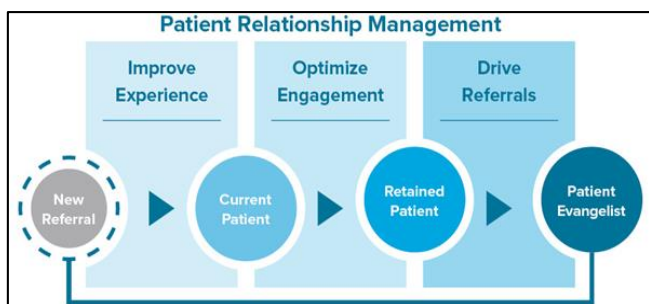 Patient Relationship Management
Improve
Experience
Optimize
Engagement
Drive
Referrals
New
Referral
Current
Patient
Retained
Patient
Patient
Evangelist